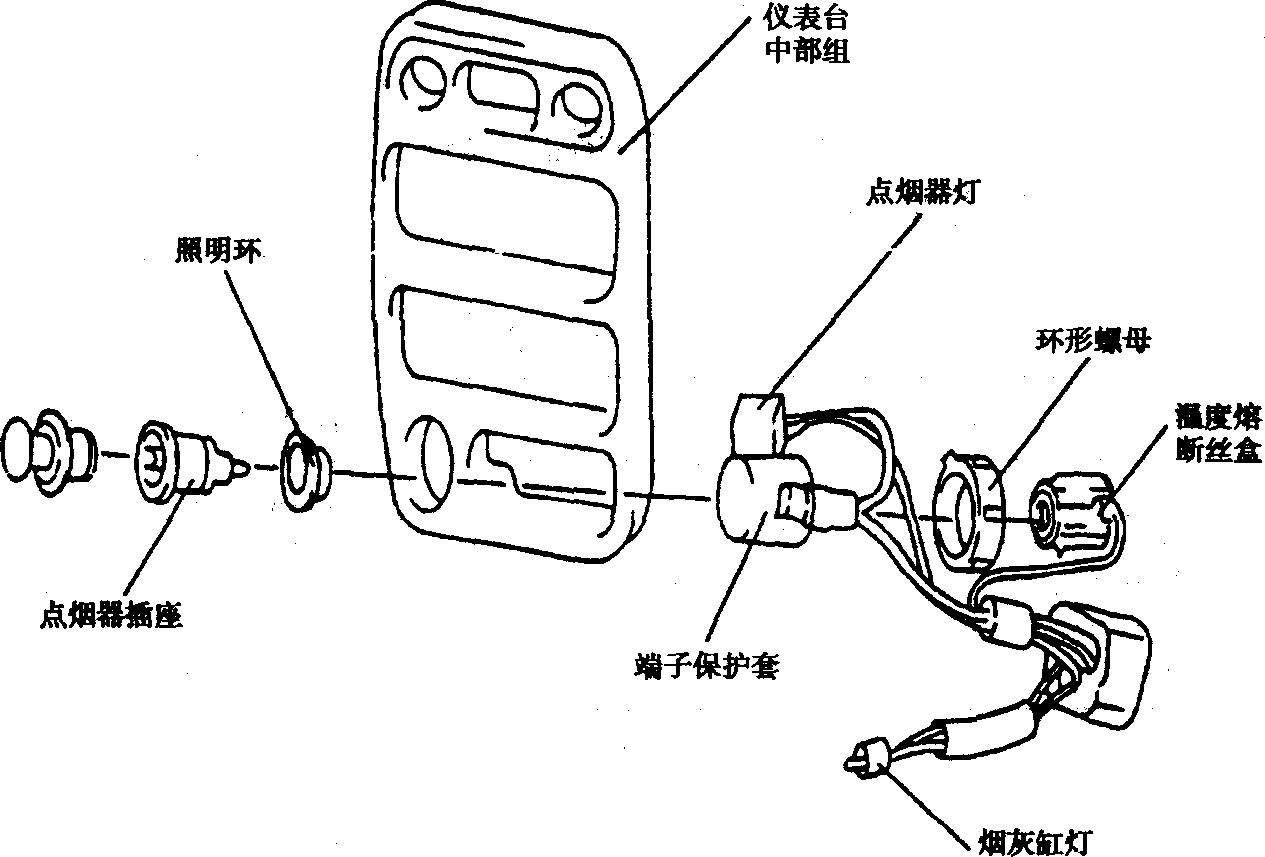 仪表台
中部组
点烟器灯
照明环
环形螺母
温度熔
断丝盒
点烟器插座
端子保护套
烟灰缸灯